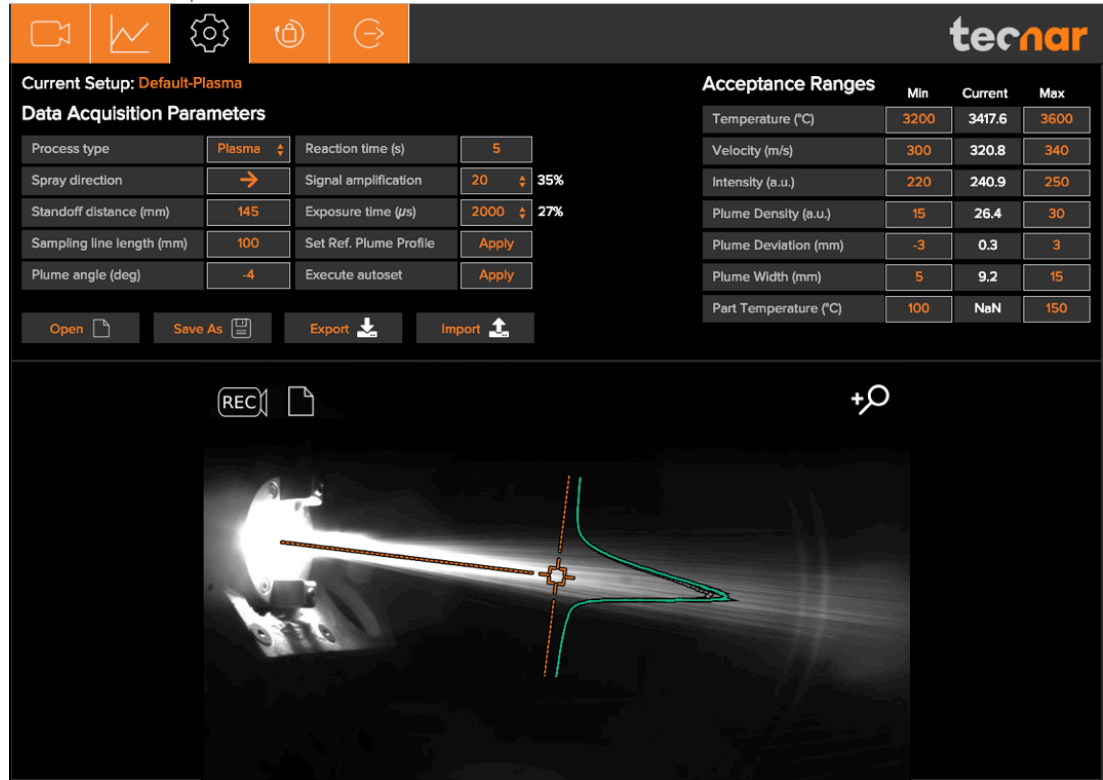 tecnar
Current Setup: Default-Plasma
Data Acquisition Parameters
Process type Plasma Reaction time (s) 5
Spray direction Signal amplification 20 35%
Standoff distance (mm) 145 Exposure time (µs) 2000 27%
Sampling line length (mm) 100 Set Ref. Plume Profile Apply
Plume angle (deg) -4 Execute autoset Apply
Open Save As Export Import
Acceptance Ranges Min Current Max
Temperature (°C) 3200 3417.6 3600
Velocity (m/s) 300 320.8 340
Intensity (a.u.) 220 240.9 250
Plume Density (a.u.) 15 26.4 30
Plume Deviation (mm) -3 0.3 3
Plume Width (mm) 5 9.2 15
Part Temperature (°C) 100 NaN 150
REC